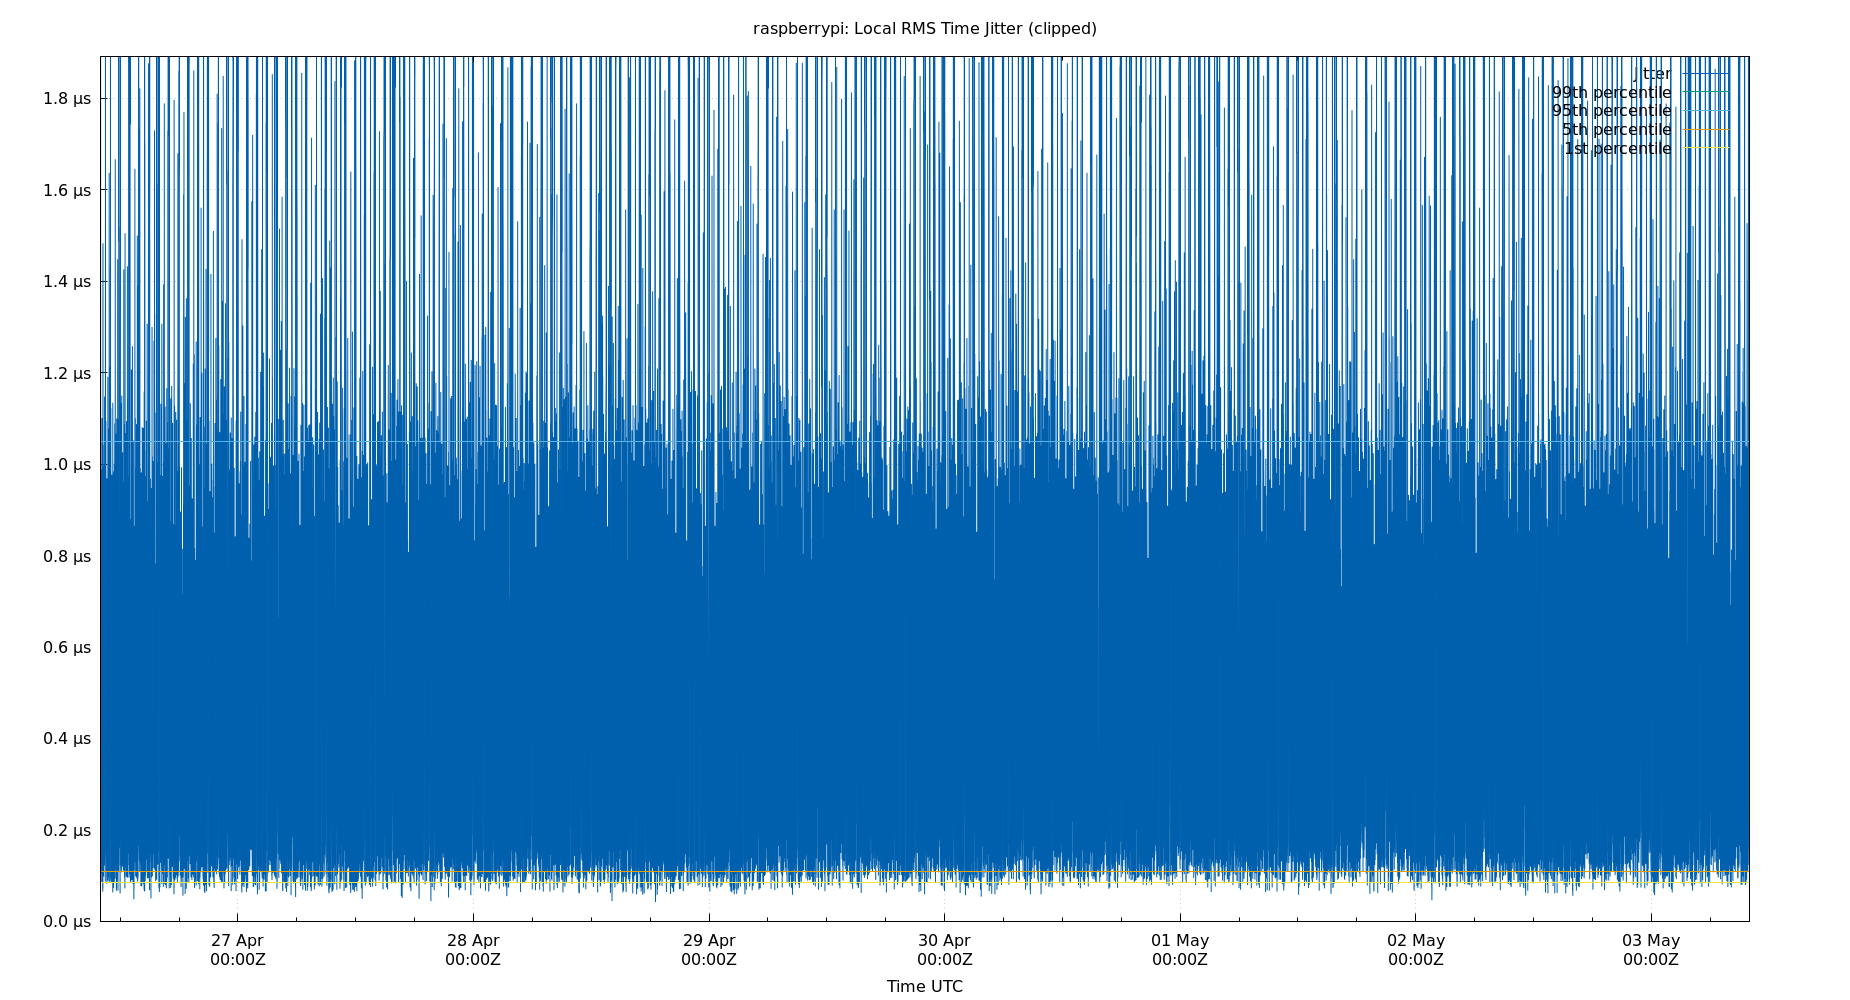 raspberrypi: Local RMS Time Jitter (clipped)
1.8 µs
1.6 µs
1.4 µs
1.2 µs
1.0 µs
0.8 µs
0.6 µs
0.4 µs
0.2 µs
0.0 µs
jitter
99th percentile
95th percentile
5th percentile
1st percentile
27 Apr 28 Apr 29 Apr 30 Apr 01 May 02 May 03 May
00:00Z 00:00Z 00:00Z 00:00Z 00:00Z 00:00Z 00:00Z
Time UTC